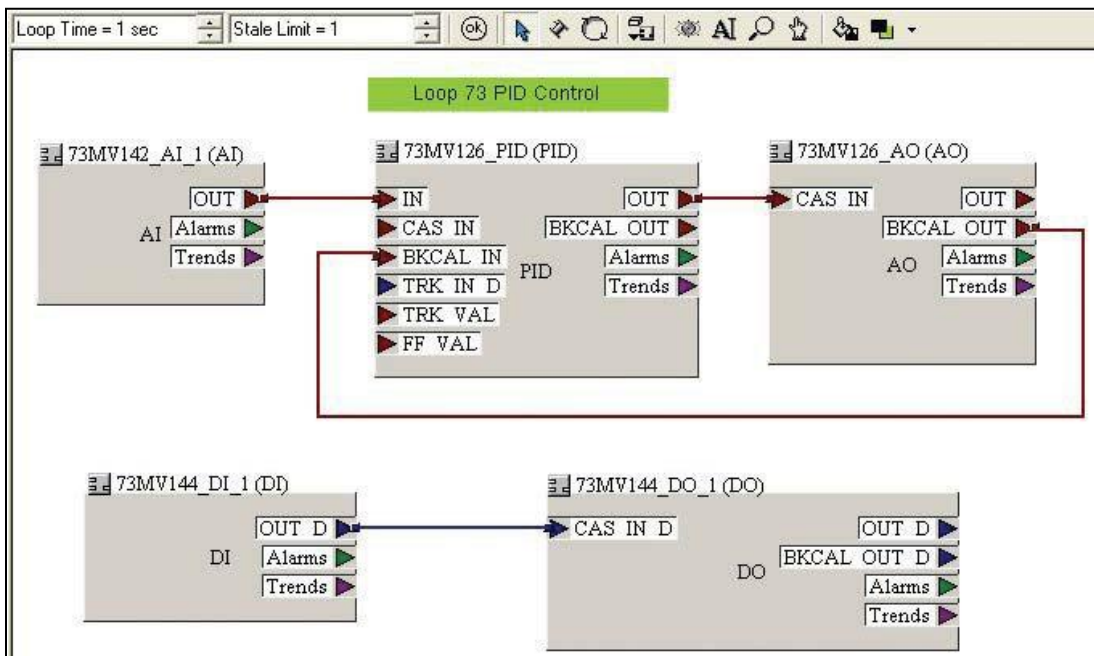 Loop Time = 1 sec
Stale Limit = 1
ok
AI
Loop 73 PID Control
73MV142_AI_1 (AI)
OUT
Alarms
Trends
AI
73MV126_PID (PID)
IN
CAS IN
BKCAL IN
TRK IN D
TRK VAL
FF VAL
PID
OUT
BKCAL OUT
Alarms
Trends
73MV126_AO (AO)
CAS IN
AO
OUT
BKCAL OUT
Alarms
Trends
73MV144_DI_1 (DI)
OUT D
Alarms
Trends
DI
73MV144_DO_1 (DO)
CAS IN D
DO
OUT D
BKCAL OUT D
Alarms
Trends